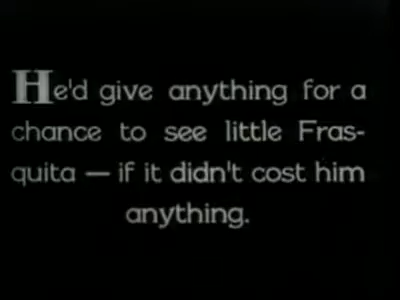 He'd give anything for a
chance to see little Fras-
quita — if it didn't cost him
anything.